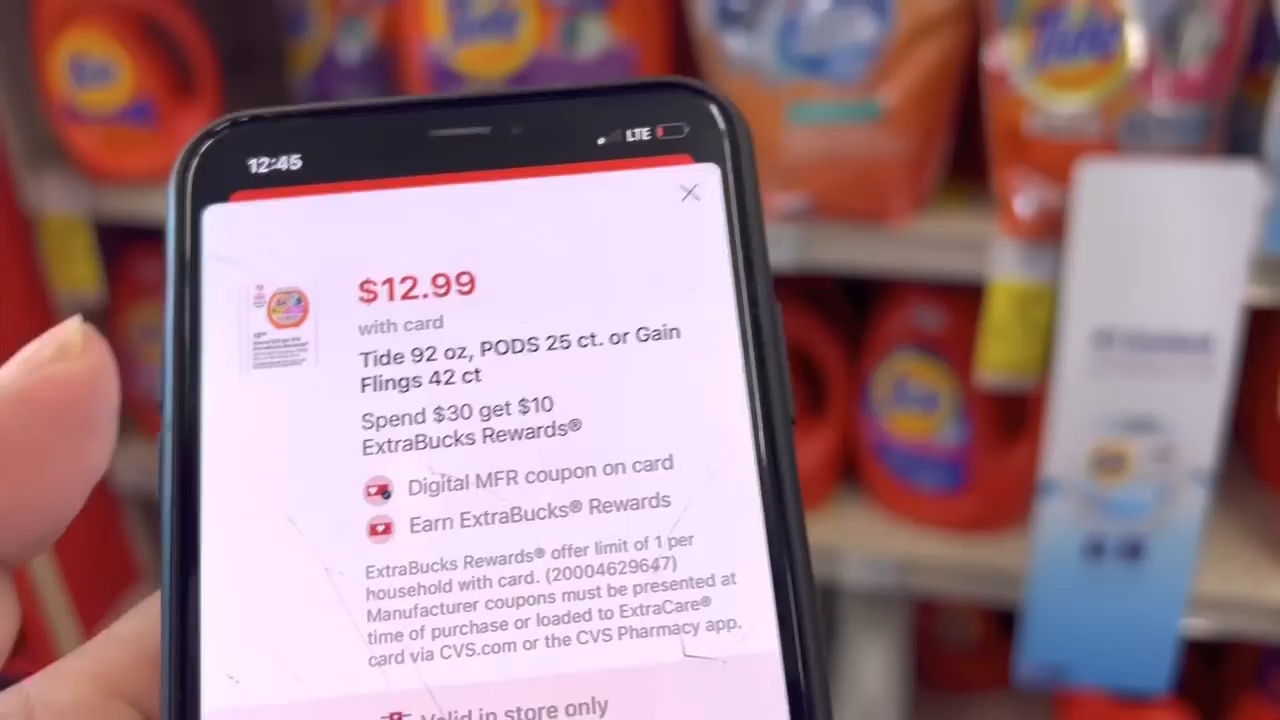 Tide
Tide
12:45
LTE
$12.99
with card
Tide 92 oz, PODS 25 ct. or Gain
Flings 42 ct
Spend $30 get $10
ExtraBucks Rewards®
Digital MFR coupon on card
Earn ExtraBucks® Rewards
ExtraBucks Rewards® offer limit of 1 per
household with card. (20004629647)
Manufacturer coupons must be presented at
time of purchase or loaded to ExtraCare®
card via CVS.com or the CVS Pharmacy app.
Valid in store only